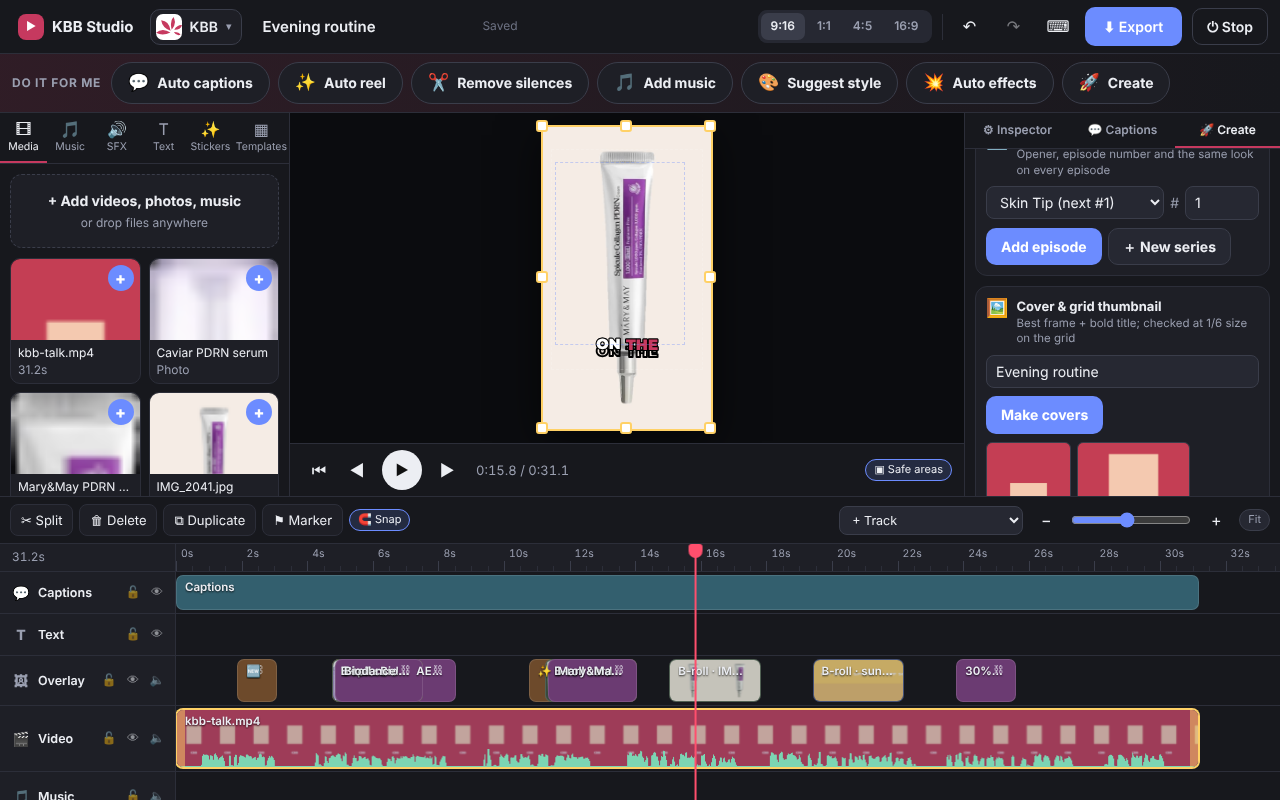 KBB Studio
KBB
Evening routine
Saved
9:16 1:1 4:5 16:9
Export
Stop
DO IT FOR ME
Auto captions
Auto reel
Remove silences
Add music
Suggest style
Auto effects
Create
Media
Music
SFX
Text
Stickers
Templates
+ Add videos, photos, music
or drop files anywhere
kbb-talk.mp4
31.2s
Caviar PDRN serum
Photo
Mary&May PDRN ...
IMG_2041.jpg
Spicule Collagen PDRN
MARY&MAY
ON THE
0:15.8 / 0:31.1
Safe areas
Inspector
Captions
Create
Opener, episode number and the same look
on every episode
Skin Tip (next #1)
# 1
Add episode
+ New series
Cover & grid thumbnail
Best frame + bold title; checked at 1/6 size
on the grid
Evening routine
Make covers
Split
Delete
Duplicate
Marker
Snap
+ Track
Fit
31.2s
0s 2s 4s 6s 8s 10s 12s 14s 16s 18s 20s 22s 24s 26s 28s 30s 32s
Captions
Captions
Text
Overlay
AE
B-roll · IM...
B-roll · sun...
30%
Video
kbb-talk.mp4
Music